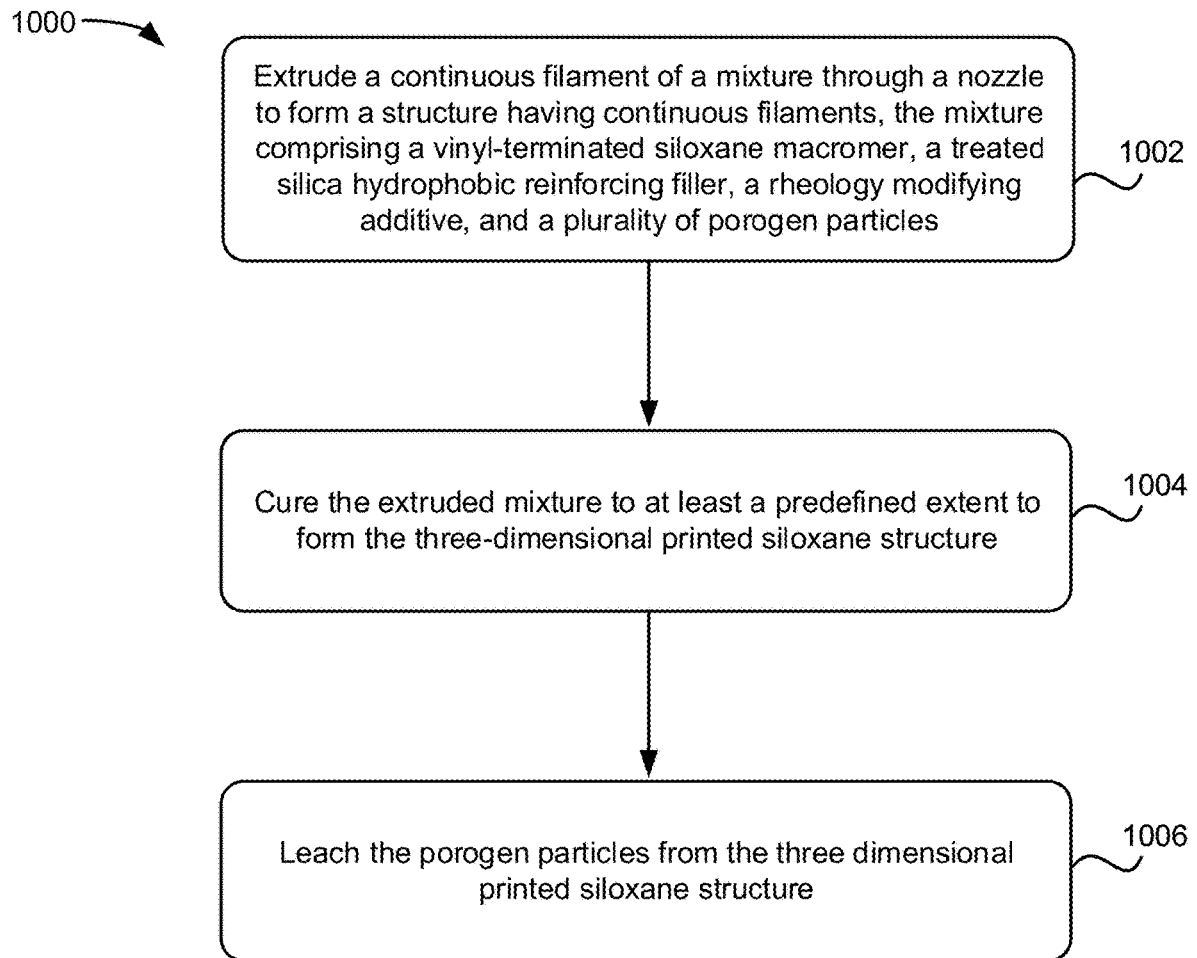 1000
Extrude a continuous filament of a mixture through a nozzle
to form a structure having continuous filaments, the mixture
comprising a vinyl-terminated siloxane macromer, a treated
silica hydrophobic reinforcing filler, a rheology modifying
additive, and a plurality of porogen particles
1002
Cure the extruded mixture to at least a predefined extent to
form the three-dimensional printed siloxane structure
1004
Leach the porogen particles from the three dimensional
printed siloxane structure
1006